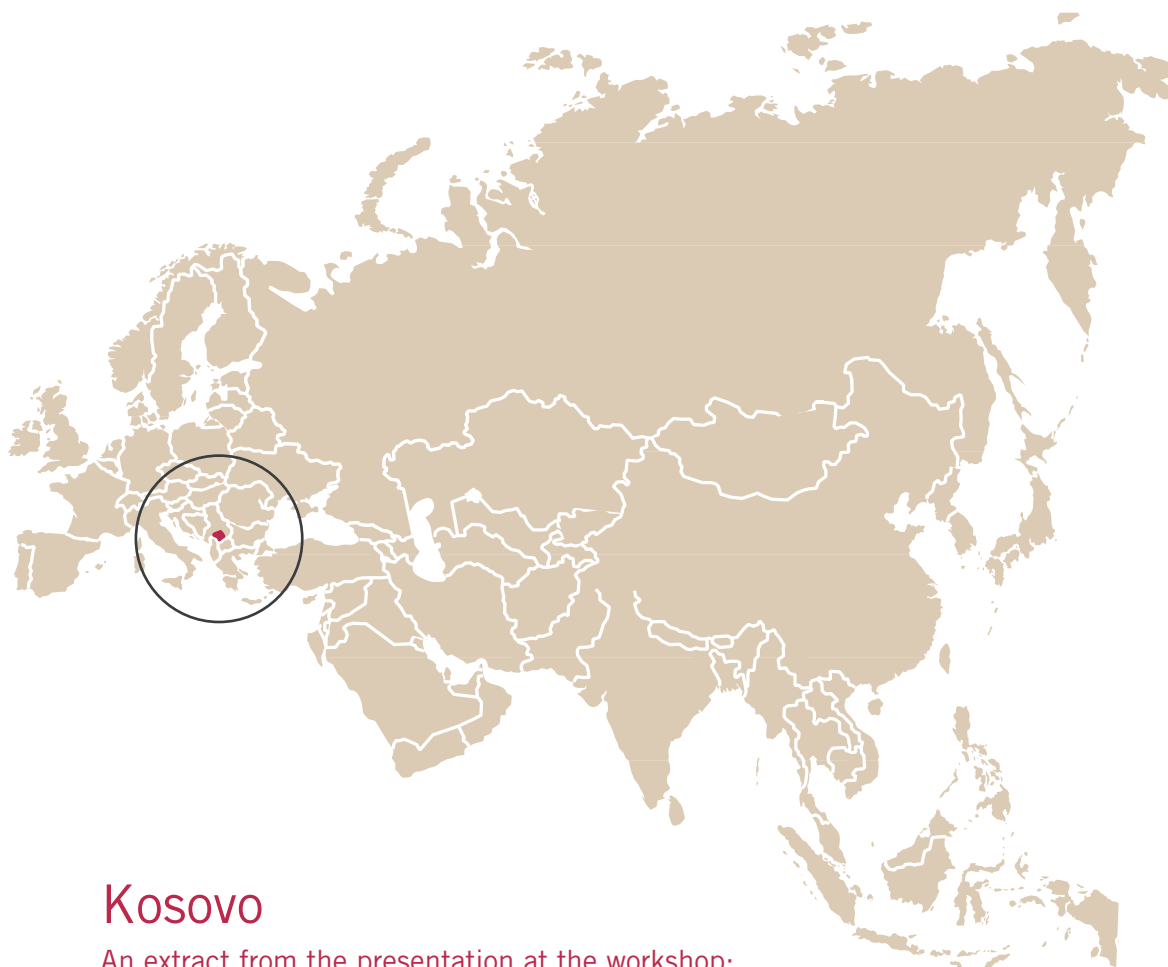 Kosovo
An extract from the presentation at the workshop: